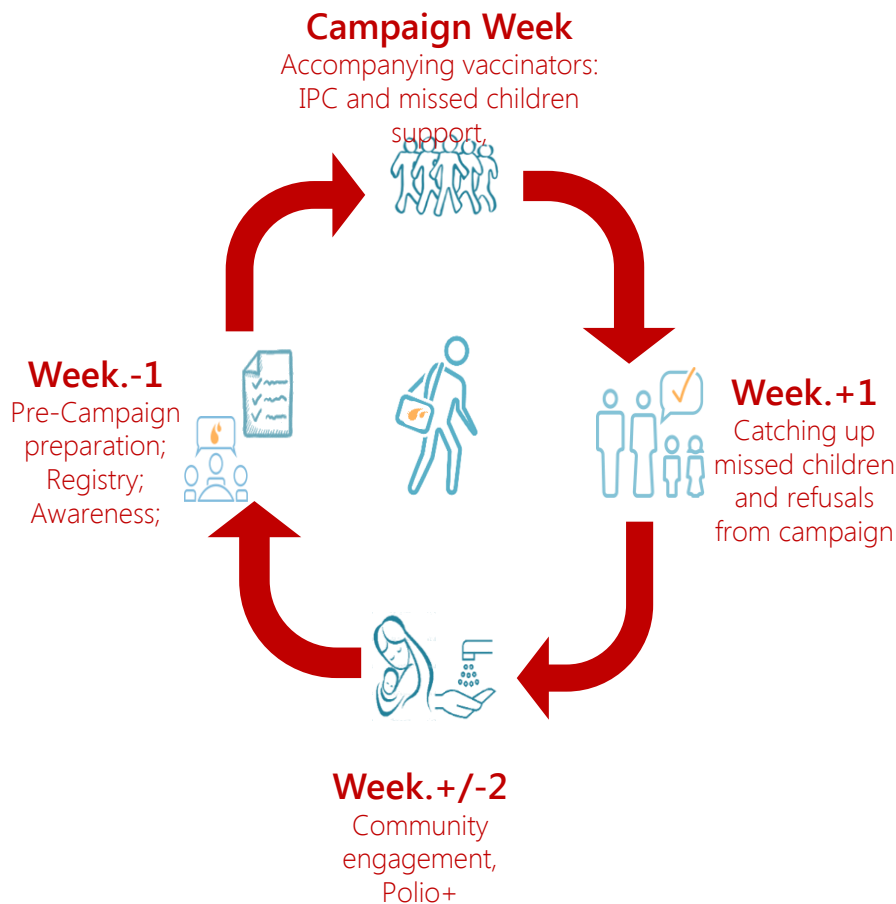 Campaign Week
Accompanying vaccinators:
IPC and missed children
support,
Week.-1
Pre-Campaign
preparation;
Registry;
Awareness;
Week.+1
Catching up
missed children
and refusals
from campaign
Week.+/-2
Community
engagement,
Polio+